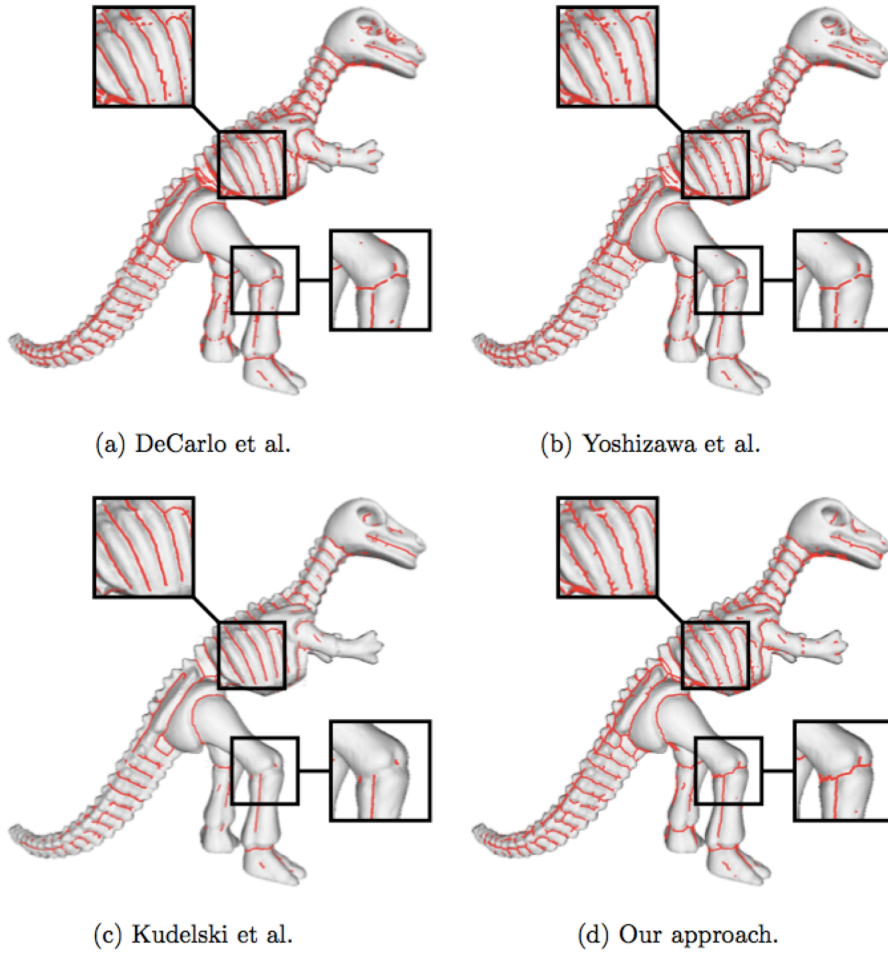 (a) DeCarlo et al.
(b) Yoshizawa et al.
(c) Kudelski et al.
(d) Our approach.